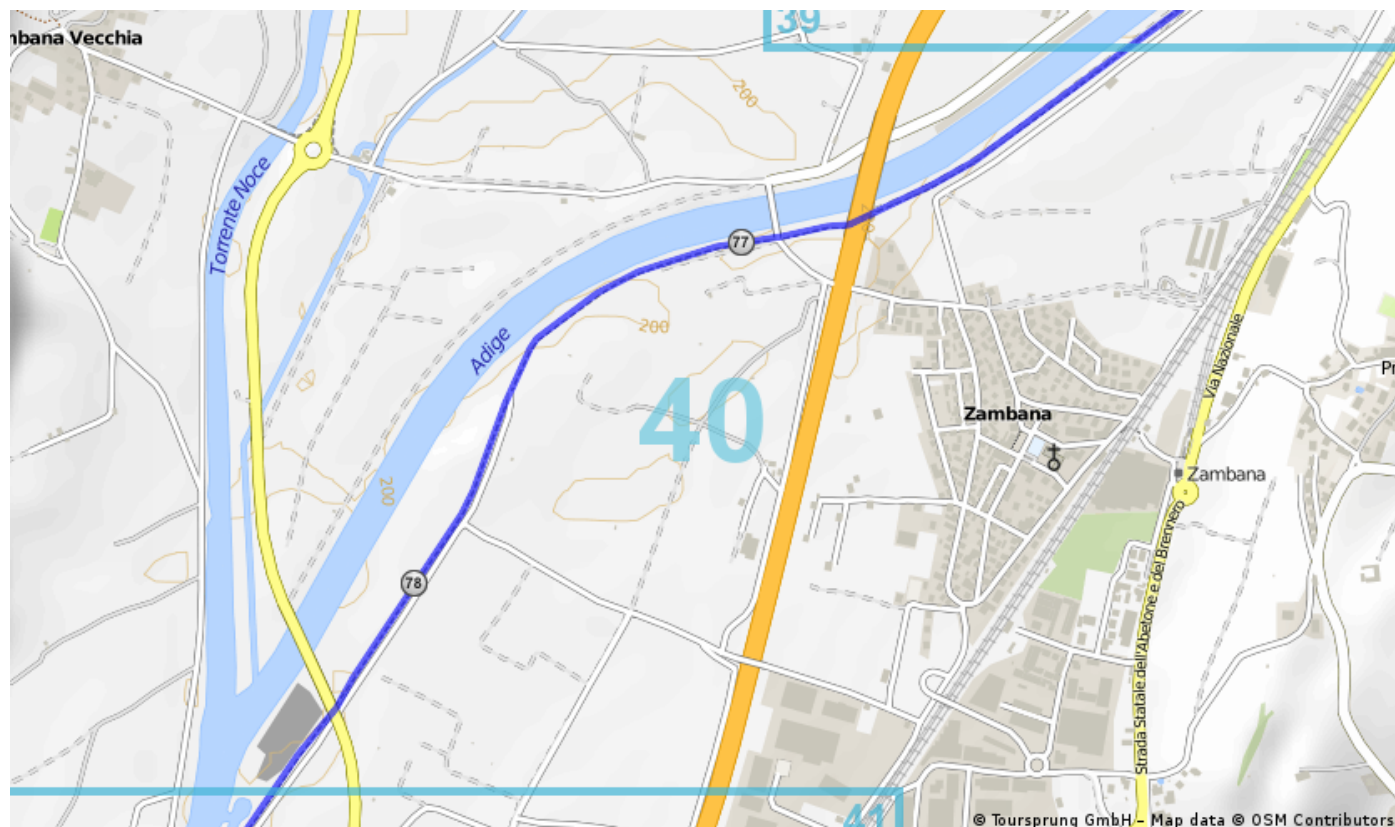 39
mbana Vecchia
200
Torrente Noce
77
200
Adige
Via Nazionale
40
Zambana
Zambana
200
Strada Statale dell'Abetone e del Brennero
78
41
© Toursprung GmbH – Map data © OSM Contributors